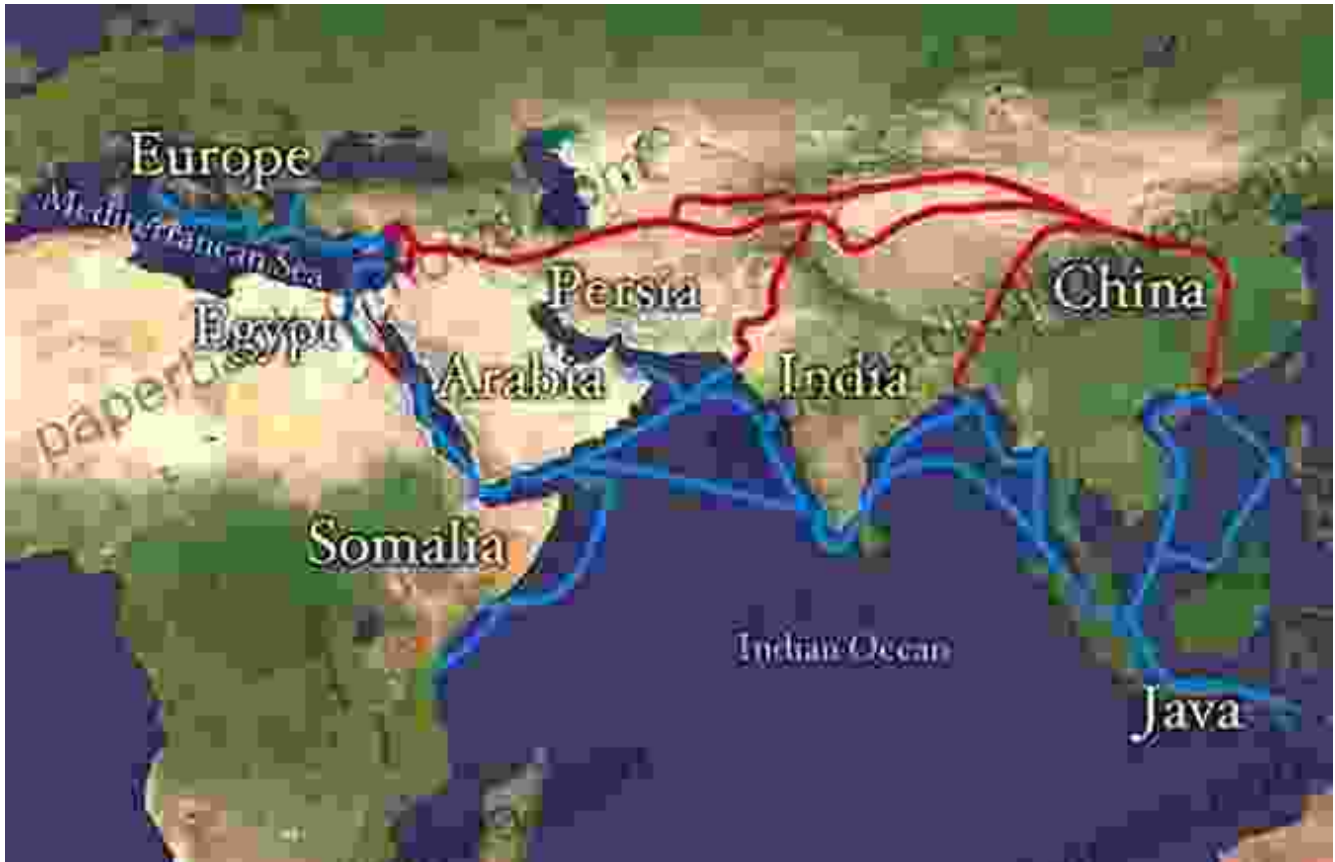 Europe
Mediterranean Sea
Persia
China
Egypt
Arabia
India
Somalia
Indian Ocean
Java